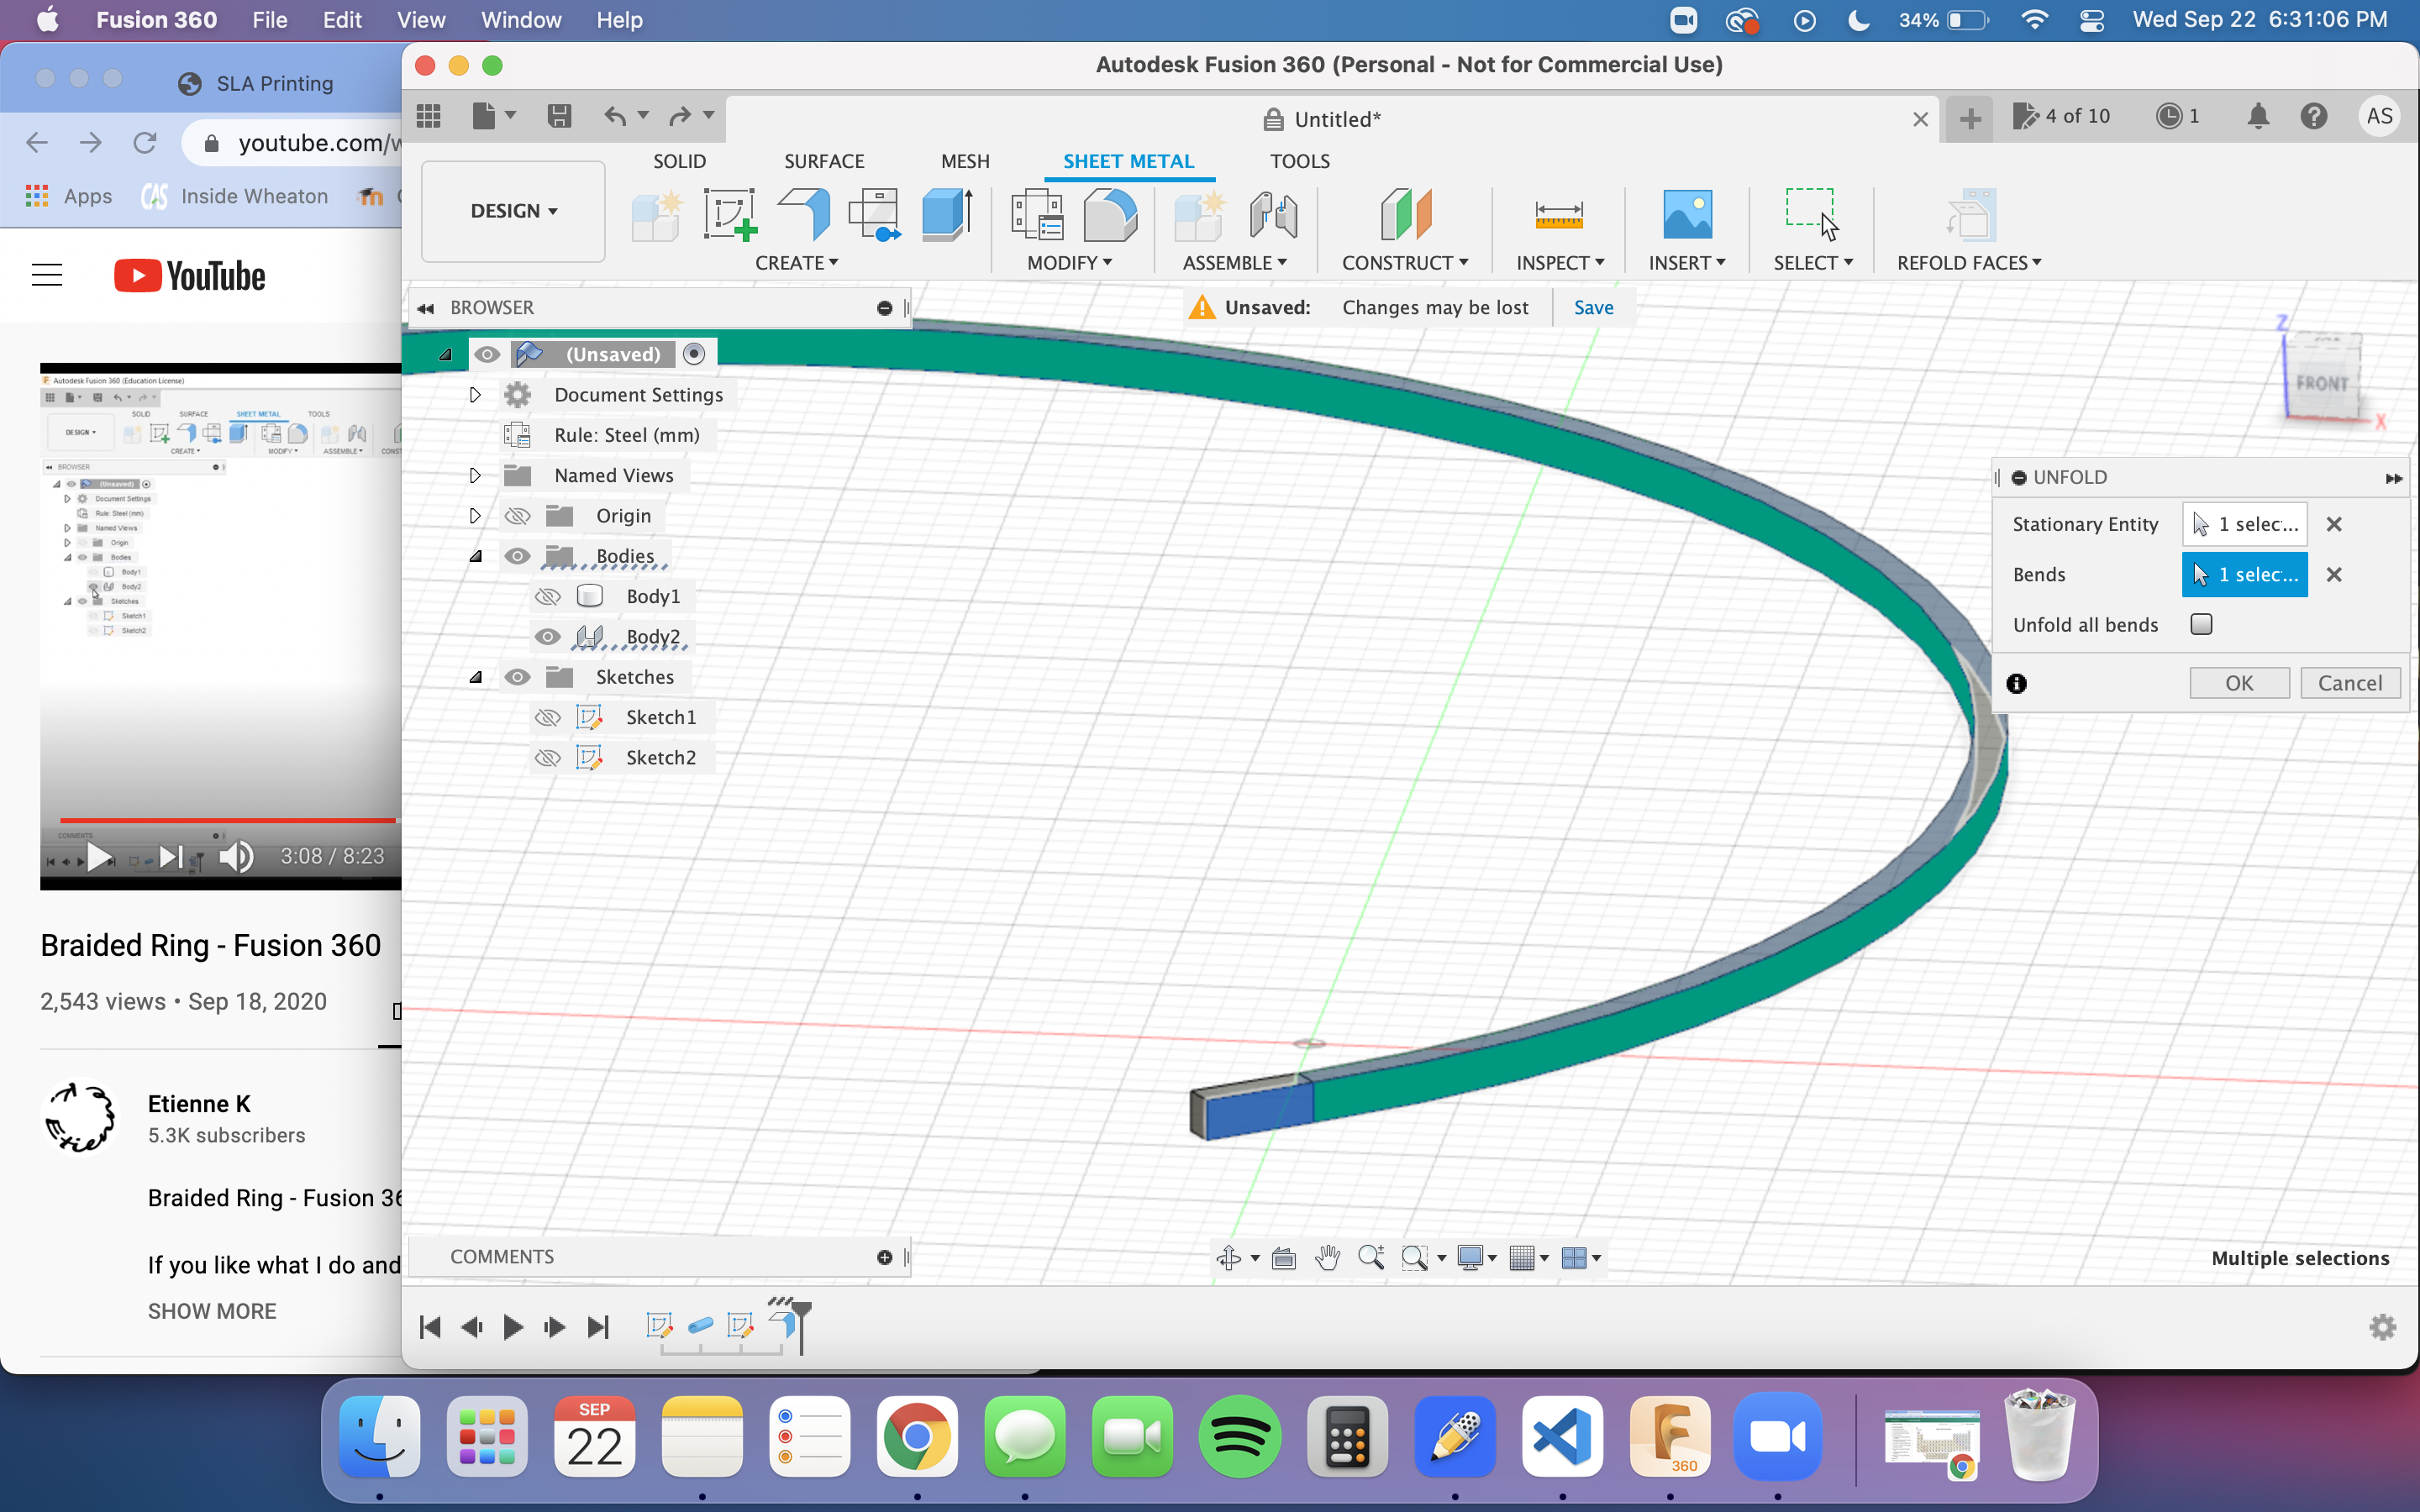 Fusion 360 File Edit View Window Help 34% Wed Sep 22 6:31:06 PM
SLA Printing
youtube.com/w
Apps CAS Inside Wheaton
YouTube
Autodesk Fusion 360 (Education License)
SOLID SURFACE SHEET METAL TOOLS
DESIGN
CREATE MODIFY ASSEMBLE CONS
BROWSER
(Unsaved)
Document Settings
Rule: Steel (mm)
Named Views
Origin
Bodies
Body1
Body2
Sketches
Sketch1
Sketch2
COMMENTS
3:08 / 8:23
Braided Ring - Fusion 360
2,543 views • Sep 18, 2020
Etienne K
5.3K subscribers
Braided Ring - Fusion 36
If you like what I do and
SHOW MORE
Autodesk Fusion 360 (Personal - Not for Commercial Use)
Untitled* 4 of 10 1 AS
SOLID SURFACE MESH SHEET METAL TOOLS
DESIGN
CREATE MODIFY ASSEMBLE CONSTRUCT INSPECT INSERT SELECT REFOLD FACES
BROWSER
Unsaved: Changes may be lost Save
(Unsaved)
Document Settings
Rule: Steel (mm)
Named Views
Origin
Bodies
Body1
Body2
Sketches
Sketch1
Sketch2
Z
FRONT
X
UNFOLD
Stationary Entity 1 selec...
Bends 1 selec...
Unfold all bends
OK Cancel
COMMENTS
Multiple selections
SEP
22
360